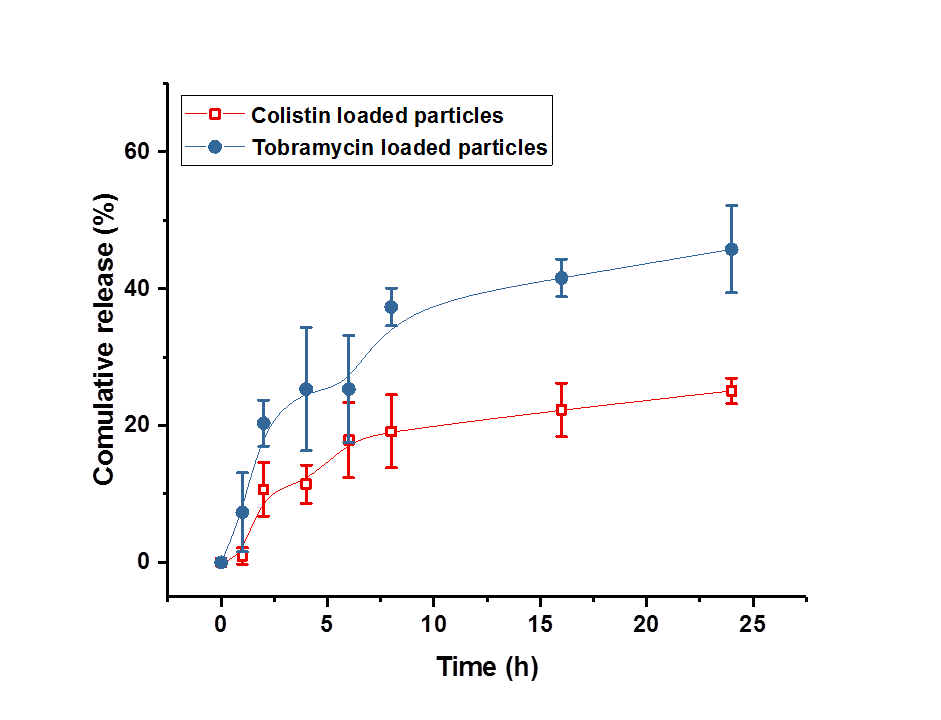 Colistin loaded particles
Tobramycin loaded particles
60
40
20
0
Comulative release (%)
0 5 10 15 20 25
Time (h)